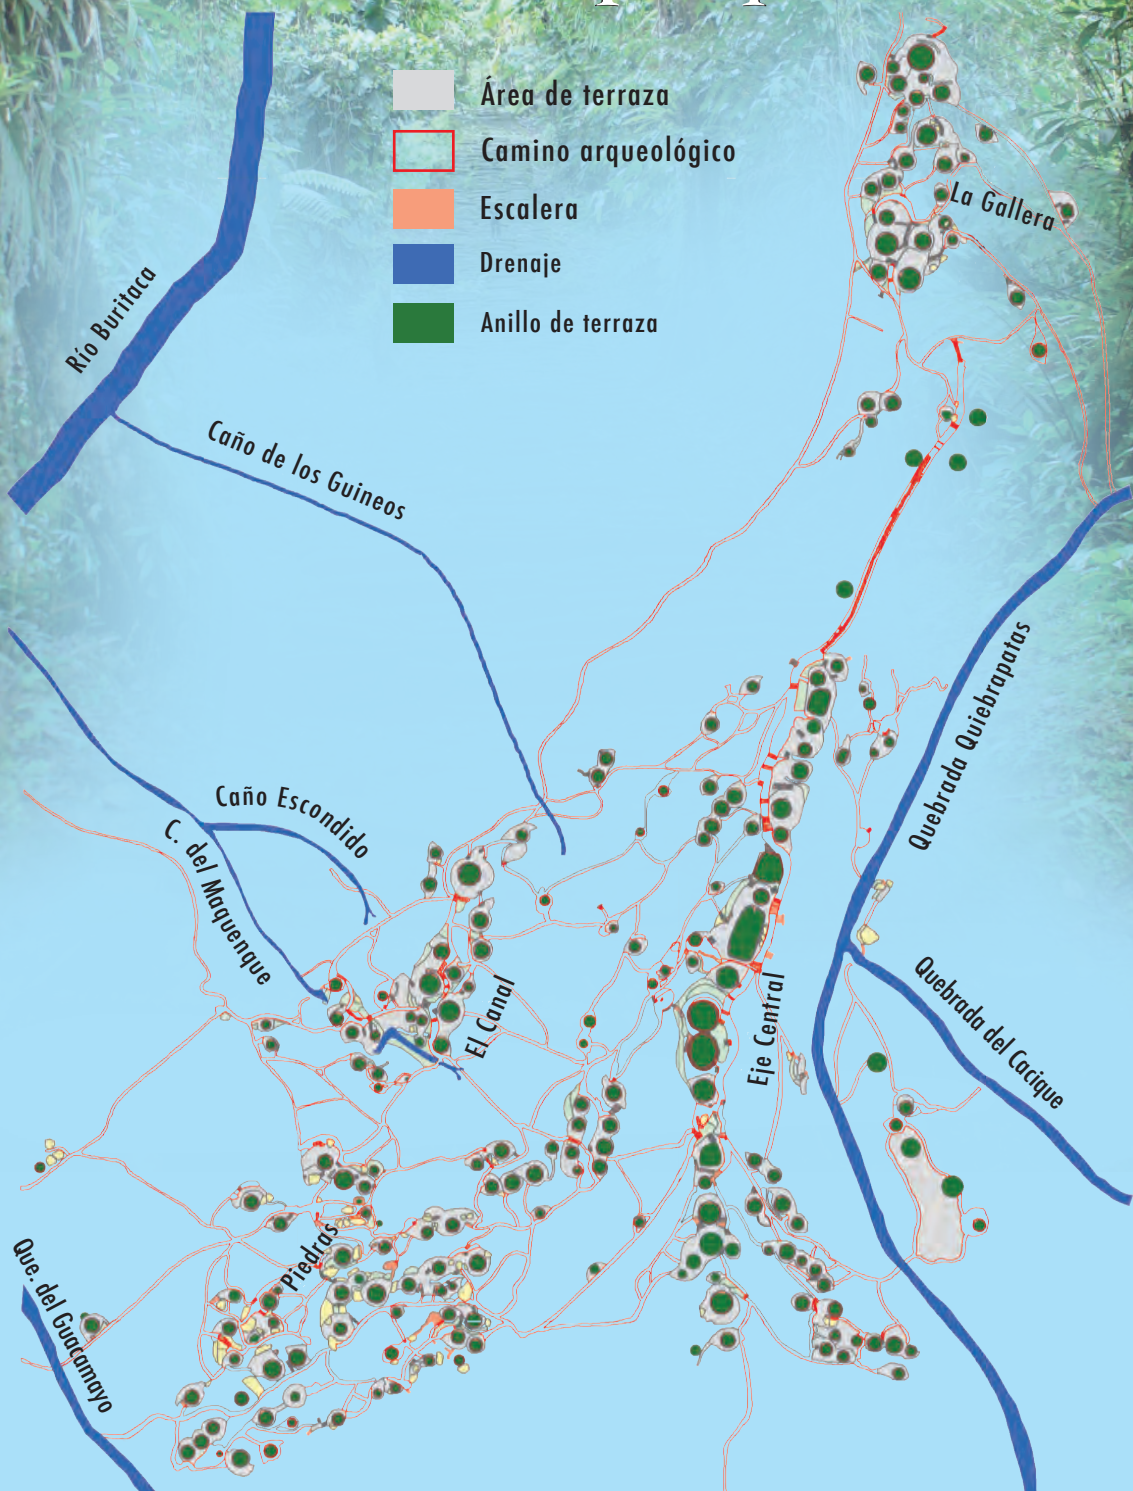 Área de terraza
Camino arqueológico
Escalera
Drenaje
Anillo de terraza
La Gallera
Río Buritaca
Caño de los Guineos
Quebrada Quiebrapatas
Caño Escondido
C. del Maquenque
El Canal
Eje Central
Quebrada del Cacique
Piedras
Que. del Guacamayo